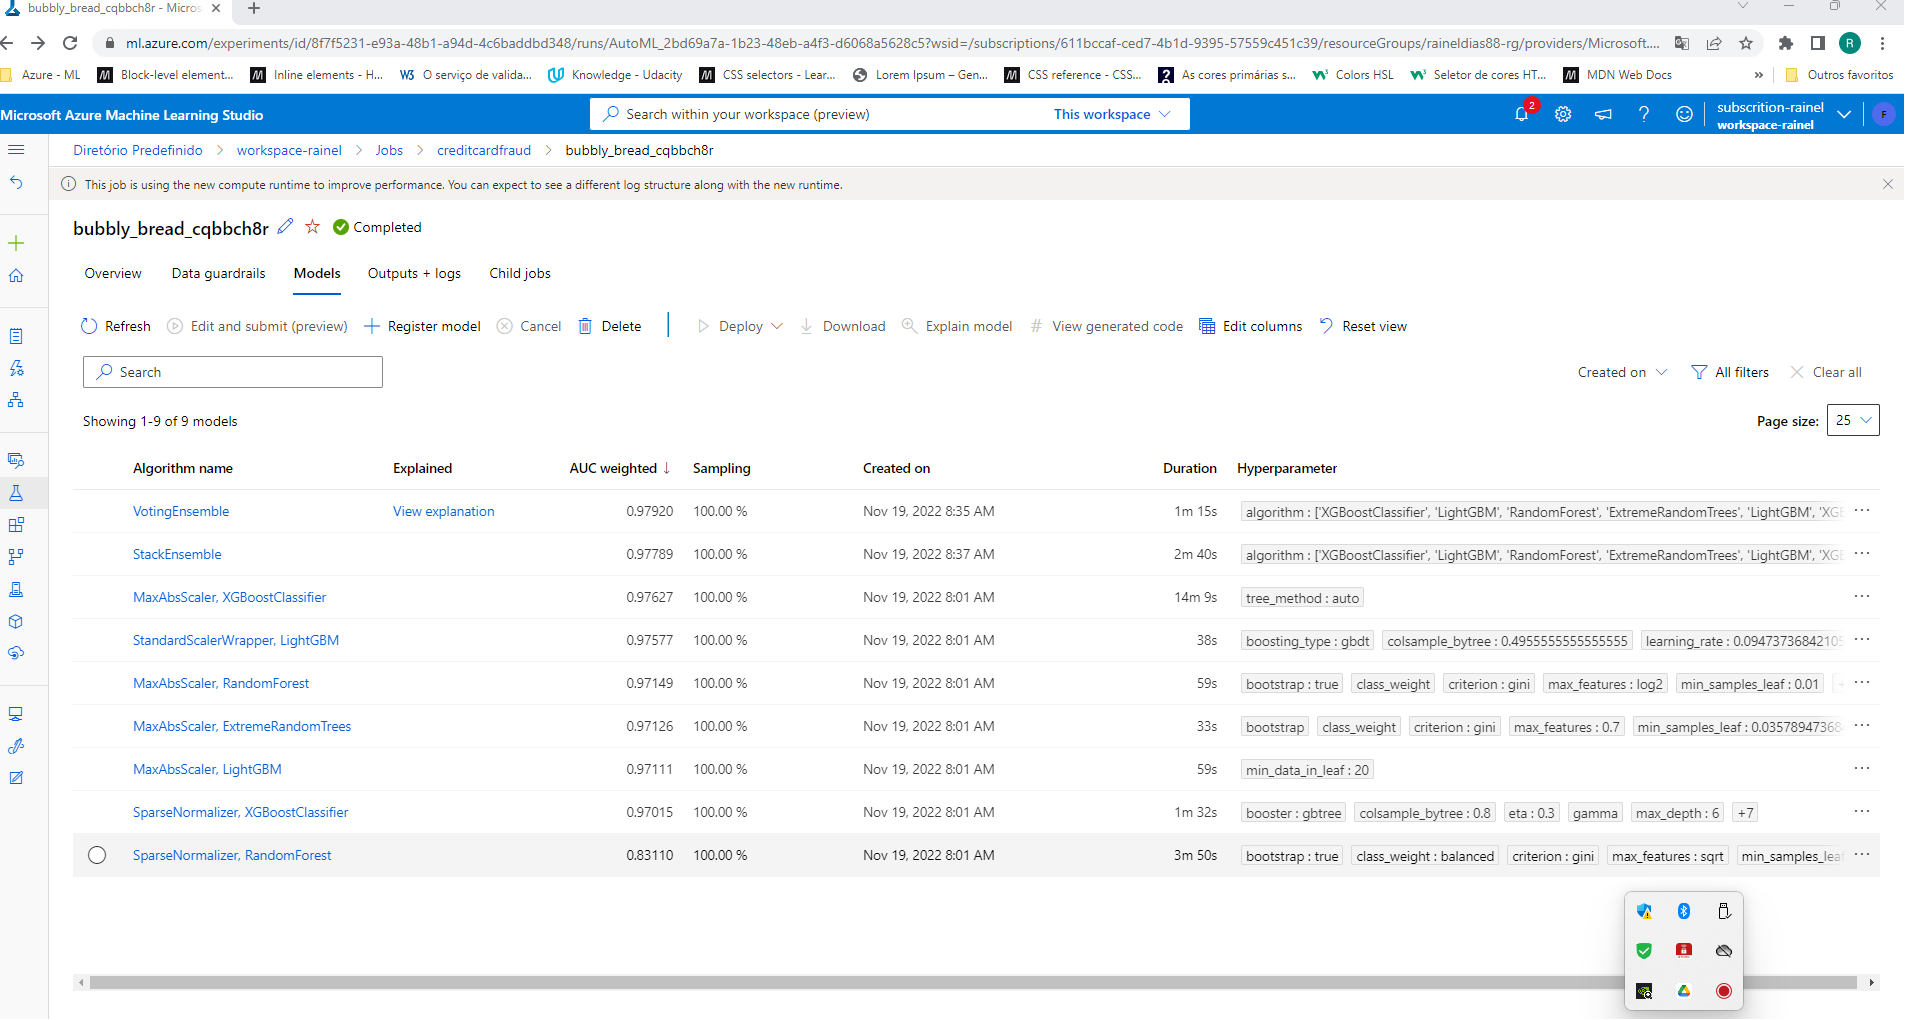 bubbly_bread_cqbbch8r - Micros
ml.azure.com/experiments/id/8f7f5231-e93a-48b1-a94d-4c6baddbd348/runs/AutoML_2bd69a7a-1b23-48eb-a4f3-d6068a5628c5?wsid=/subscriptions/611bccaf-ced7-4b1d-9395-57559c451c39/resourceGroups/raineldias88-rg/providers/Microsoft.... R
Azure - ML Block-level element... Inline elements - H... O serviço de valida... Knowledge - Udacity CSS selectors - Lear... Lorem Ipsum – Gen... CSS reference - CSS... As cores primárias s... Colors HSL Seletor de cores HT... MDN Web Docs » Outros favoritos
Microsoft Azure Machine Learning Studio Search within your workspace (preview) This workspace 2 subscrition-rainel F
workspace-rainel
Diretório Predefinido > workspace-rainel > Jobs > creditcardfraud > bubbly_bread_cqbbch8r
This job is using the new compute runtime to improve performance. You can expect to see a different log structure along with the new runtime.
bubbly_bread_cqbbch8r Completed
Overview Data guardrails Models Outputs + logs Child jobs
Refresh Edit and submit (preview) Register model Cancel Delete Deploy Download Explain model # View generated code Edit columns Reset view
Search Created on All filters Clear all
Showing 1-9 of 9 models Page size: 25
Algorithm name Explained AUC weighted ↓ Sampling Created on Duration Hyperparameter
VotingEnsemble View explanation 0.97920 100.00 % Nov 19, 2022 8:35 AM 1m 15s algorithm : ['XGBoostClassifier', 'LightGBM', 'RandomForest', 'ExtremeRandomTrees', 'LightGBM', 'XGB ...
StackEnsemble 0.97789 100.00 % Nov 19, 2022 8:37 AM 2m 40s algorithm : ['XGBoostClassifier', 'LightGBM', 'RandomForest', 'ExtremeRandomTrees', 'LightGBM', 'XGB ...
MaxAbsScaler, XGBoostClassifier 0.97627 100.00 % Nov 19, 2022 8:01 AM 14m 9s tree_method : auto ...
StandardScalerWrapper, LightGBM 0.97577 100.00 % Nov 19, 2022 8:01 AM 38s boosting_type : gbdt colsample_bytree : 0.4955555555555555 learning_rate : 0.09473736842105 ...
MaxAbsScaler, RandomForest 0.97149 100.00 % Nov 19, 2022 8:01 AM 59s bootstrap : true class_weight criterion : gini max_features : log2 min_samples_leaf : 0.01 + ...
MaxAbsScaler, ExtremeRandomTrees 0.97126 100.00 % Nov 19, 2022 8:01 AM 33s bootstrap class_weight criterion : gini max_features : 0.7 min_samples_leaf : 0.0357894736 ...
MaxAbsScaler, LightGBM 0.97111 100.00 % Nov 19, 2022 8:01 AM 59s min_data_in_leaf : 20 ...
SparseNormalizer, XGBoostClassifier 0.97015 100.00 % Nov 19, 2022 8:01 AM 1m 32s booster : gbtree colsample_bytree : 0.8 eta : 0.3 gamma max_depth : 6 +7 ...
SparseNormalizer, RandomForest 0.83110 100.00 % Nov 19, 2022 8:01 AM 3m 50s bootstrap : true class_weight : balanced criterion : gini max_features : sqrt min_samples_leaf ...